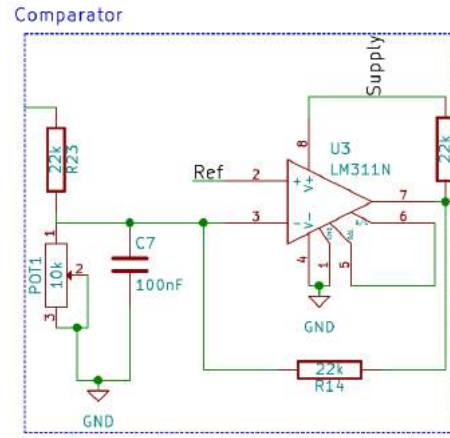 Comparator
Supply
22k
R23
Ref
2
3
+
−
V+
V−
8
U3
LM311N
7
6
22k
1
POT1
10k
2
3
C7
100nF
4
1
5
GND
22k
R14
GND